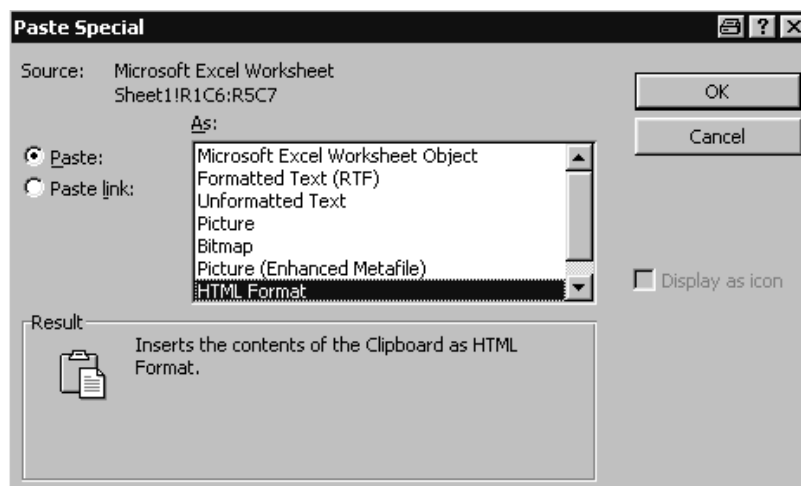 Paste Special
Source: Microsoft Excel Worksheet
Sheet1!R1C6:R5C7
As:
Paste:
Paste link:
Microsoft Excel Worksheet Object
Formatted Text (RTF)
Unformatted Text
Picture
Bitmap
Picture (Enhanced Metafile)
HTML Format
OK
Cancel
Display as icon
Result
Inserts the contents of the Clipboard as HTML
Format.